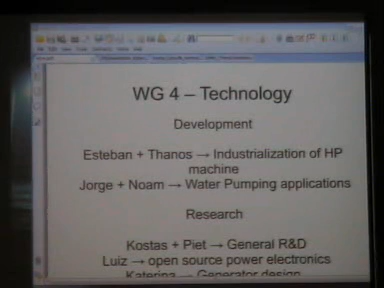 WG 4 – Technology
Development
Esteban + Thanos → Industrialization of HP
machine
Jorge + Noam → Water Pumping applications
Research
Kostas + Piet → General R&D
Luiz → open source power electronics
Katerina → Generator design